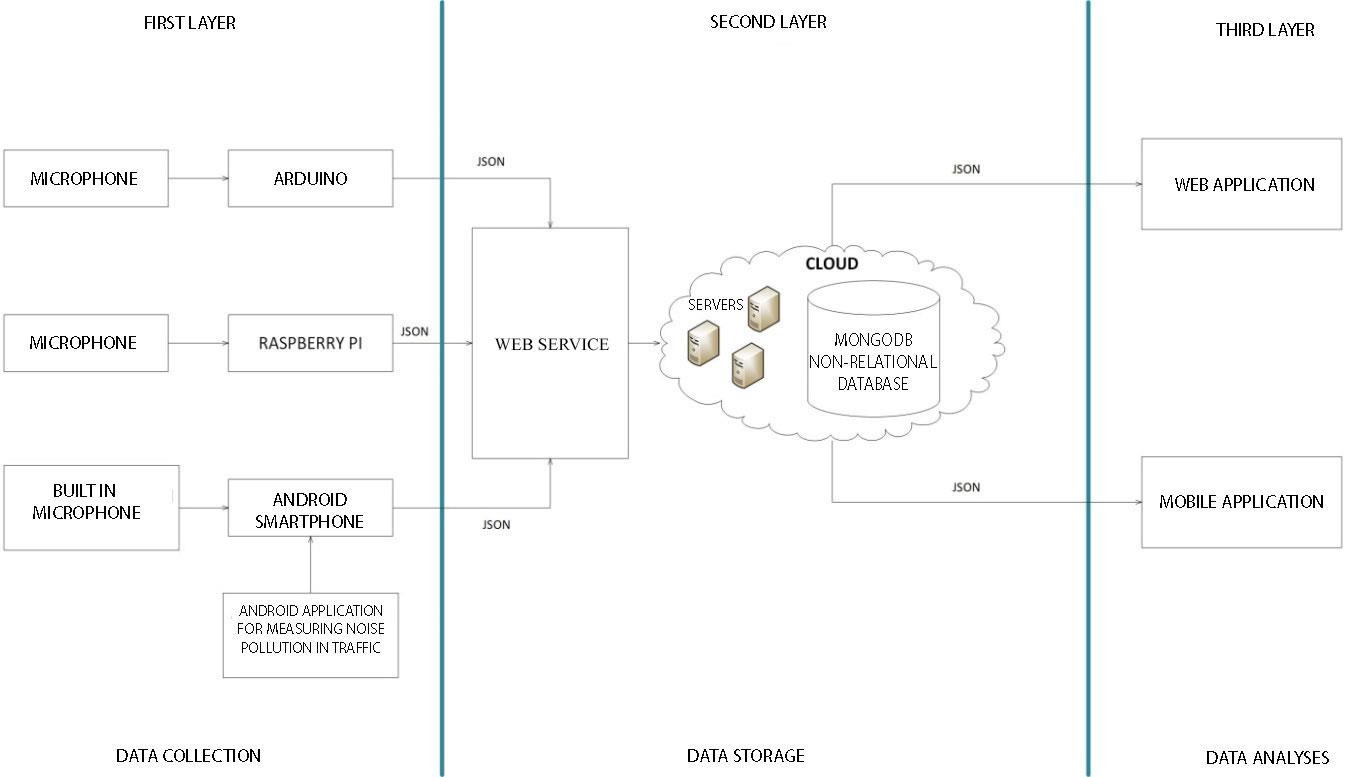 FIRST LAYER
SECOND LAYER
THIRD LAYER
MICROPHONE
ARDUINO
JSON
JSON
WEB APPLICATION
CLOUD
SERVERS
MICROPHONE
RASPBERRY PI
JSON
WEB SERVICE
MONGODB
NON-RELATIONAL
DATABASE
BUILT IN
MICROPHONE
ANDROID
SMARTPHONE
JSON
JSON
MOBILE APPLICATION
ANDROID APPLICATION
FOR MEASURING NOISE
POLLUTION IN TRAFFIC
DATA COLLECTION
DATA STORAGE
DATA ANALYSES